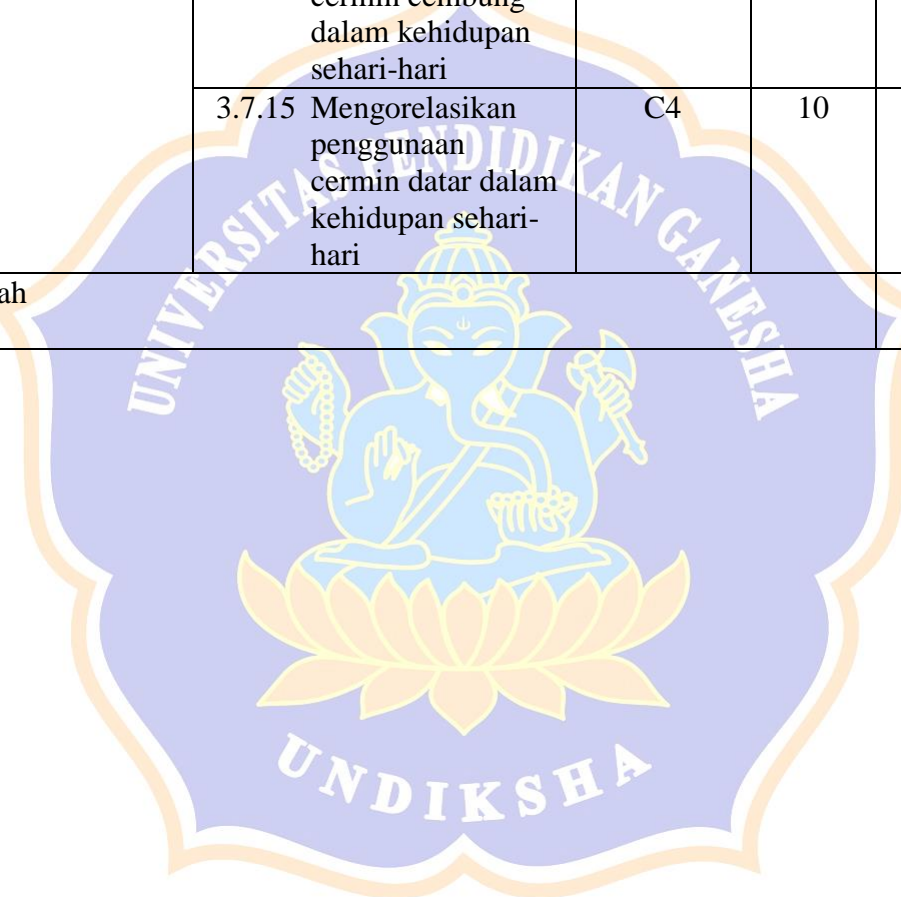 dalam kehidupan
sehari-hari
3.7.15 Mengorelasikan C4 10
penggunaan
cermin datar dalam
kehidupan sehari-
hari
ah
UNIVERSITAS PENDIDIKAN GANESHA
UNDIKSHA